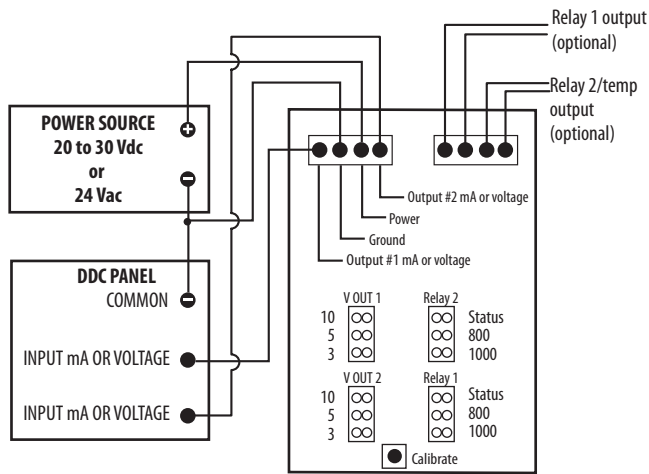 Relay 1 output
(optional)
Relay 2/temp
output
(optional)
POWER SOURCE
20 to 30 Vdc
or
24 Vac
Output #2 mA or voltage
Power
Ground
Output #1 mA or voltage
DDC PANEL
COMMON
INPUT mA OR VOLTAGE
INPUT mA OR VOLTAGE
V OUT 1 Relay 2
10 Status
5 800
3 1000
V OUT 2 Relay 1
10 Status
5 800
3 1000
Calibrate